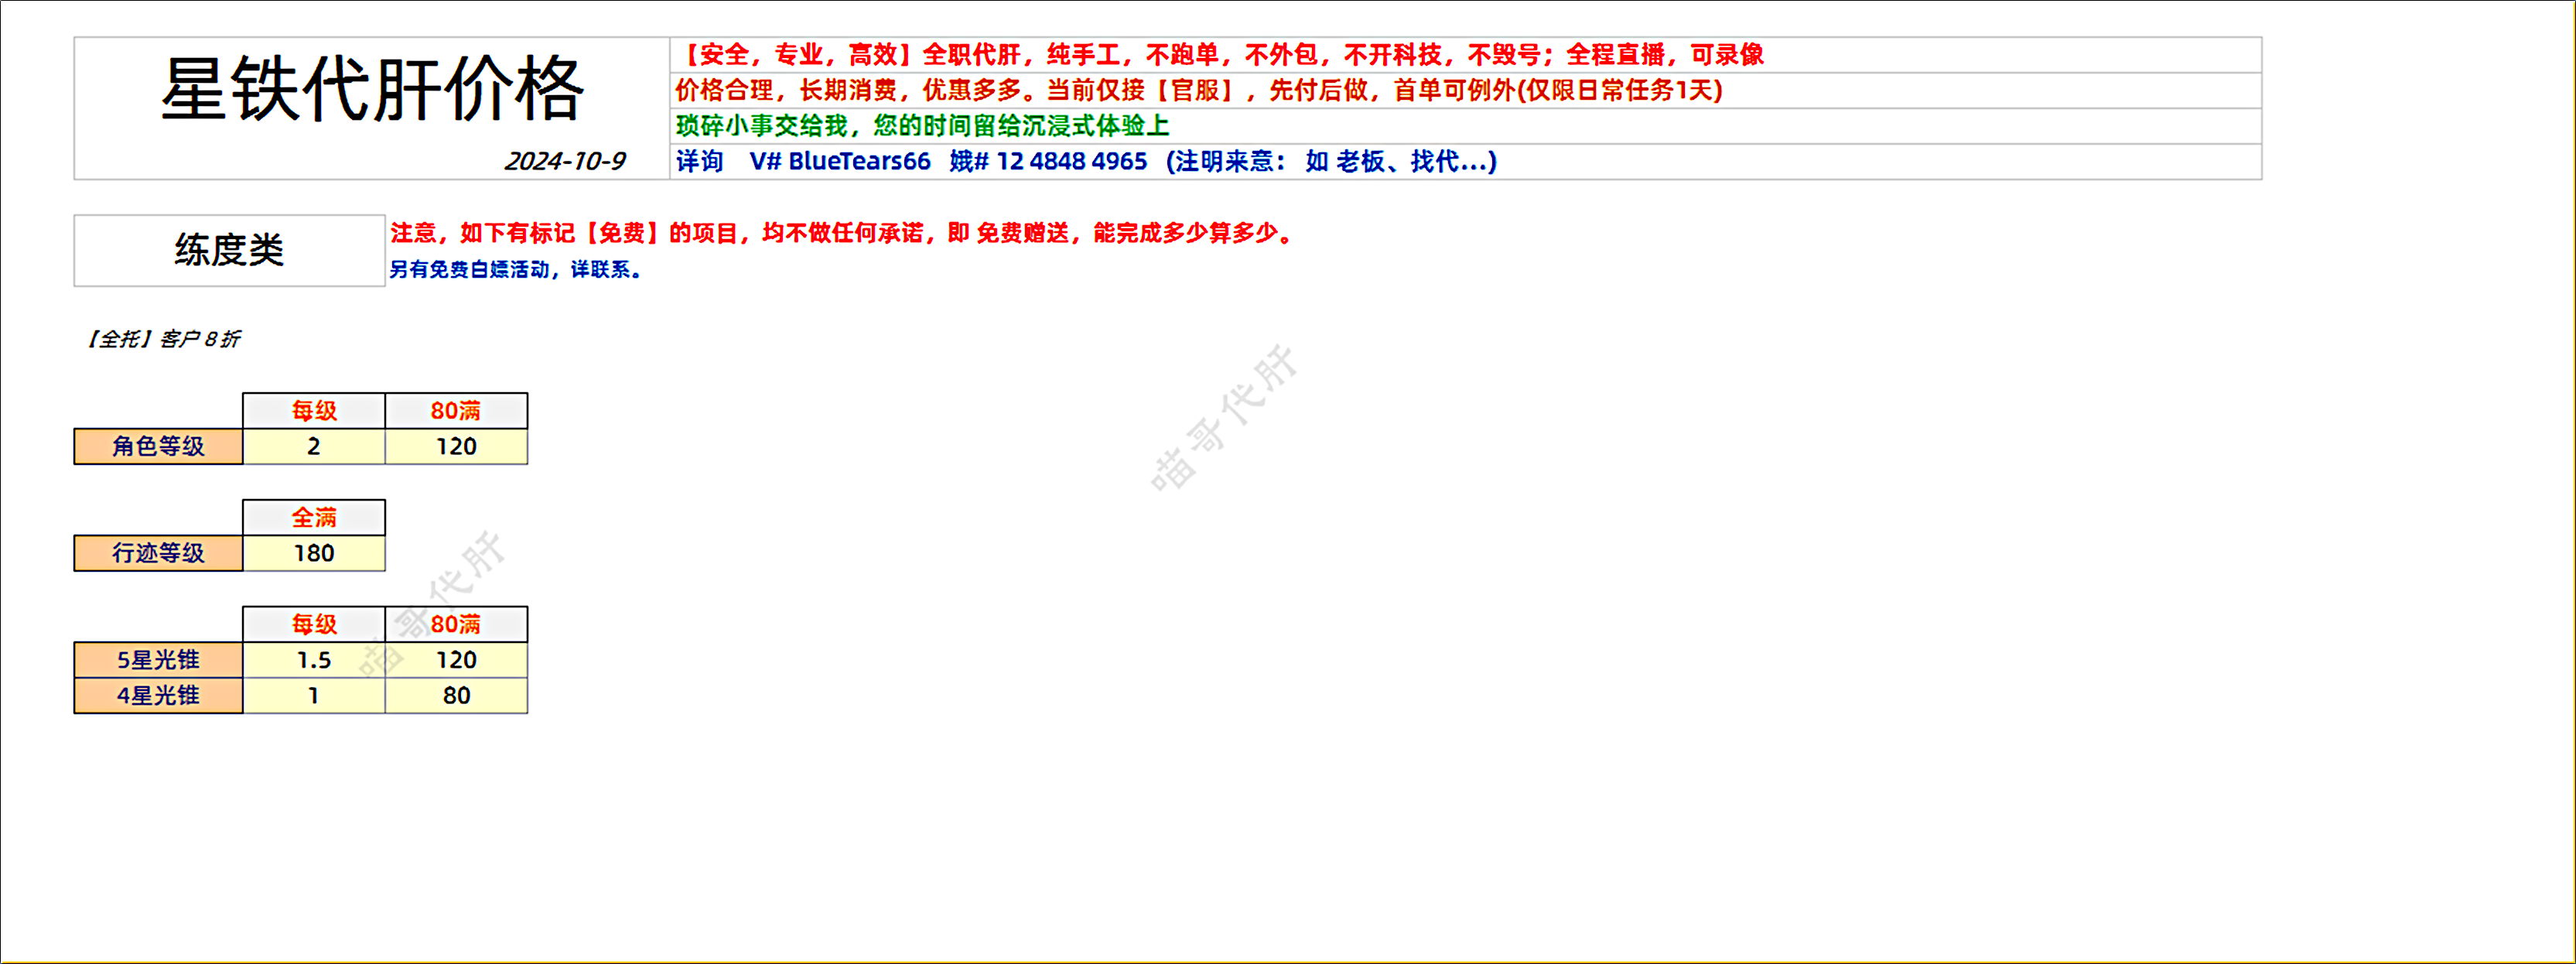 星铁代肝价格
2024-10-9
【安全，专业，高效】全职代肝，纯手工，不跑单，不外包，不开科技，不毁号；全程直播，可录像
价格合理，长期消费，优惠多多。当前仅接【官服】，先付后做，首单可例外(仅限日常任务1天)
琐碎小事交给我，您的时间留给沉浸式体验上
详询 V# BlueTears66 娥# 12 4848 4965 (注明来意： 如 老板、找代...)
练度类
注意，如下有标记【免费】的项目，均不做任何承诺，即 免费赠送，能完成多少算多少。
另有免费白嫖活动，详联系。
【全托】客户 8 折
每级 80满
角色等级 2 120
全满
行迹等级 180
每级 80满
5星光锥 1.5 120
4星光锥 1 80
喵哥代肝
喵哥代肝